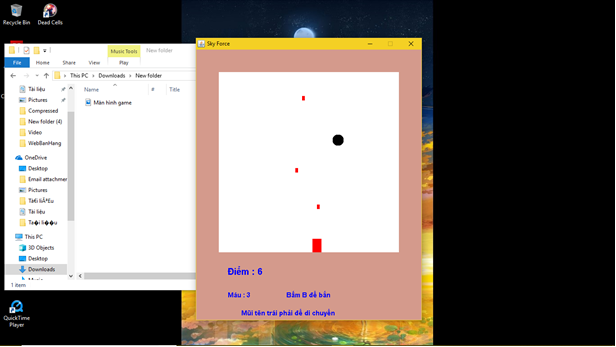 Recycle Bin
Dead Cells
Music Tools
New folder
File
Home
Share
View
Play
This PC
Downloads
New folder
Tài liệu
Pictures
Compressed
New folder (4)
Video
WebBanHang
OneDrive
Desktop
Email attachmen
Pictures
Tài liệu
This PC
3D Objects
Desktop
Downloads
Name
#
Title
Màn hình game
1 item
QuickTime
Player
Sky Force
Điểm : 6
Máu : 3
Bấm B để bắn
Mũi tên trái phải để di chuyển